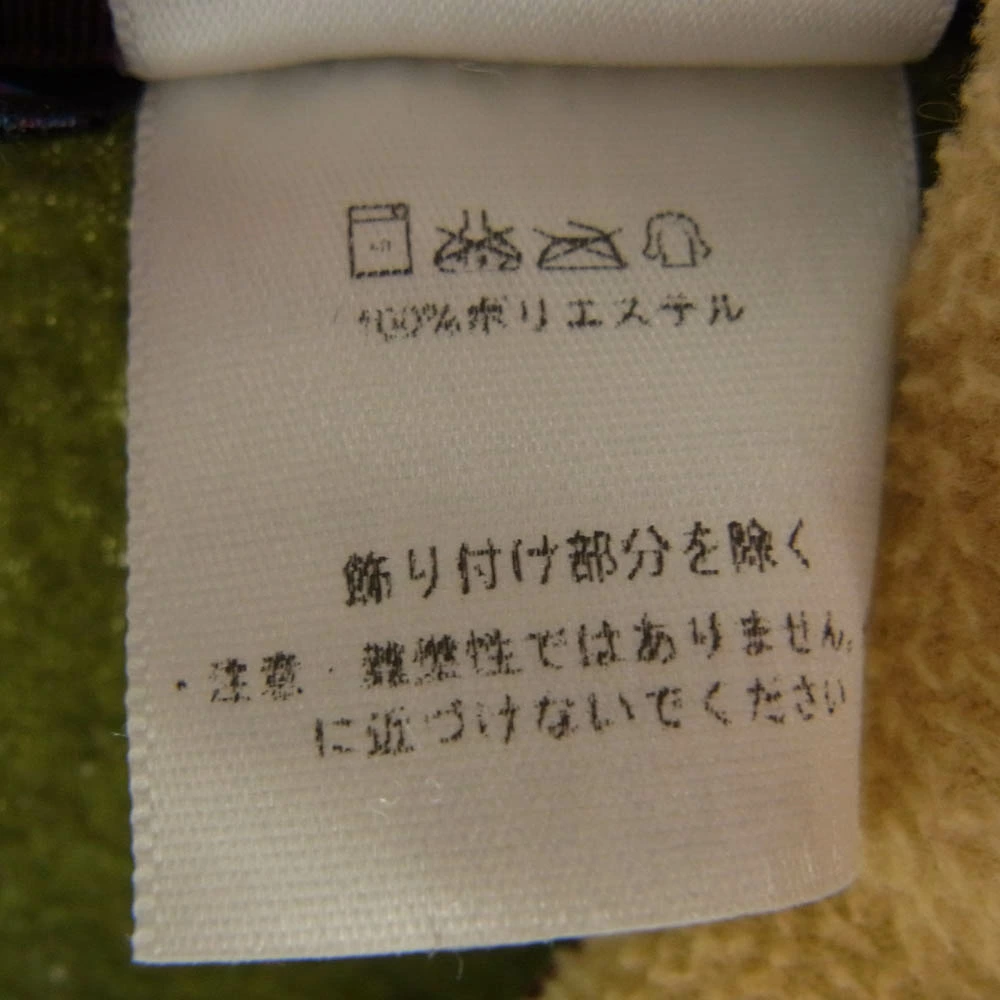 100%ポリエステル
飾り付け部分を除く
・注意・難燃性ではありません。
に近づけないでください